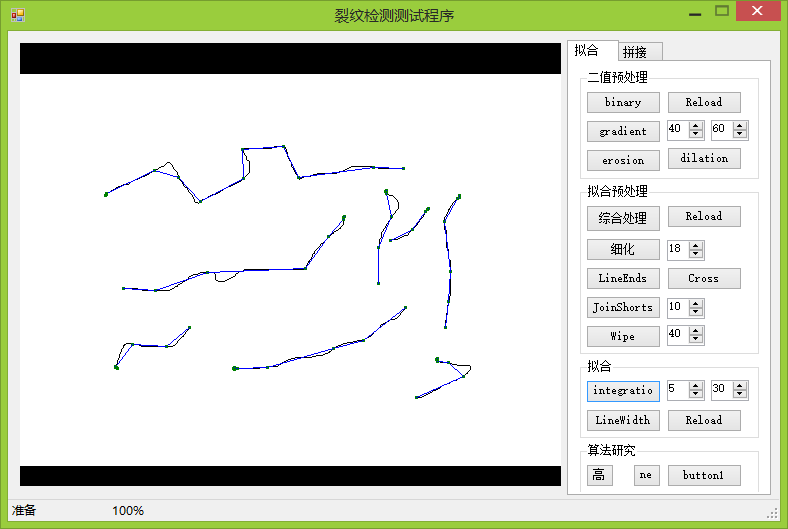 裂纹检测测试程序
拟合 拼接
二值预处理
binary Reload
gradient 40 60
erosion dilation
拟合预处理
综合处理 Reload
细化 18
LineEnds Cross
JoinShorts 10
Wipe 40
拟合
integratio 5 30
LineWidth Reload
算法研究
高 ne button1
准备 100%